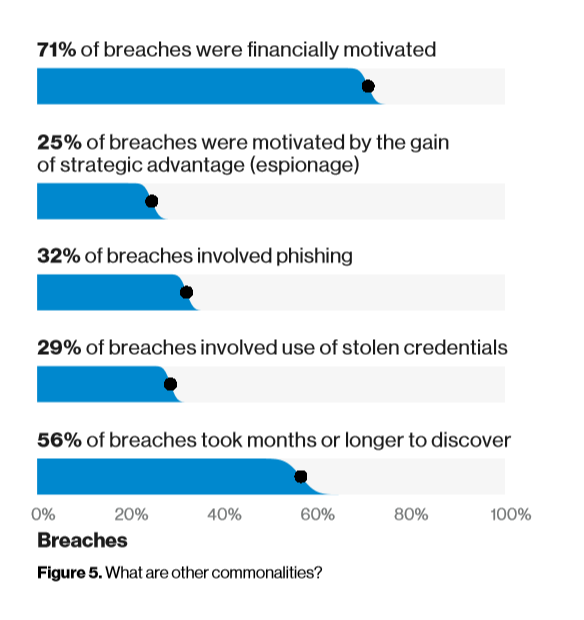 71% of breaches were financially motivated
25% of breaches were motivated by the gain
of strategic advantage (espionage)
32% of breaches involved phishing
29% of breaches involved use of stolen credentials
56% of breaches took months or longer to discover
0% 20% 40% 60% 80% 100%
Breaches
Figure 5. What are other commonalities?